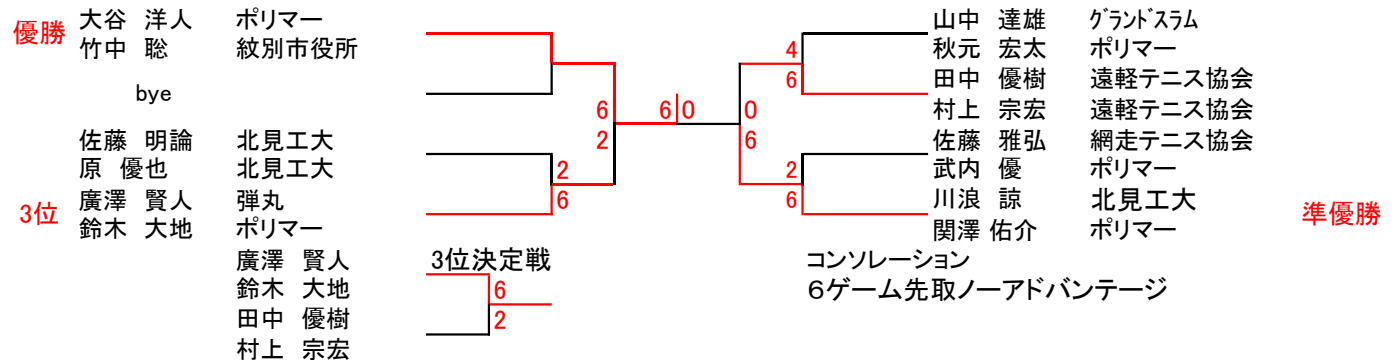 優勝 大谷 洋人 ポリマー
竹中 聡 紋別市役所
bye
佐藤 明論 北見工大
原 優也 北見工大
3位 廣澤 賢人 弾丸
鈴木 大地 ポリマー
6
2
2
6
6 0
山中 達雄 グランドスラム
秋元 宏太 ポリマー
田中 優樹 遠軽テニス協会
村上 宗宏 遠軽テニス協会
佐藤 雅弘 網走テニス協会
武内 優 ポリマー
川浪 諒 北見工大
関澤 佑介 ポリマー
準優勝
4
6
0
6
2
6
3位決定戦
廣澤 賢人
鈴木 大地
田中 優樹
村上 宗宏
6
2
コンソレーション
6ゲーム先取ノーアドバンテージ